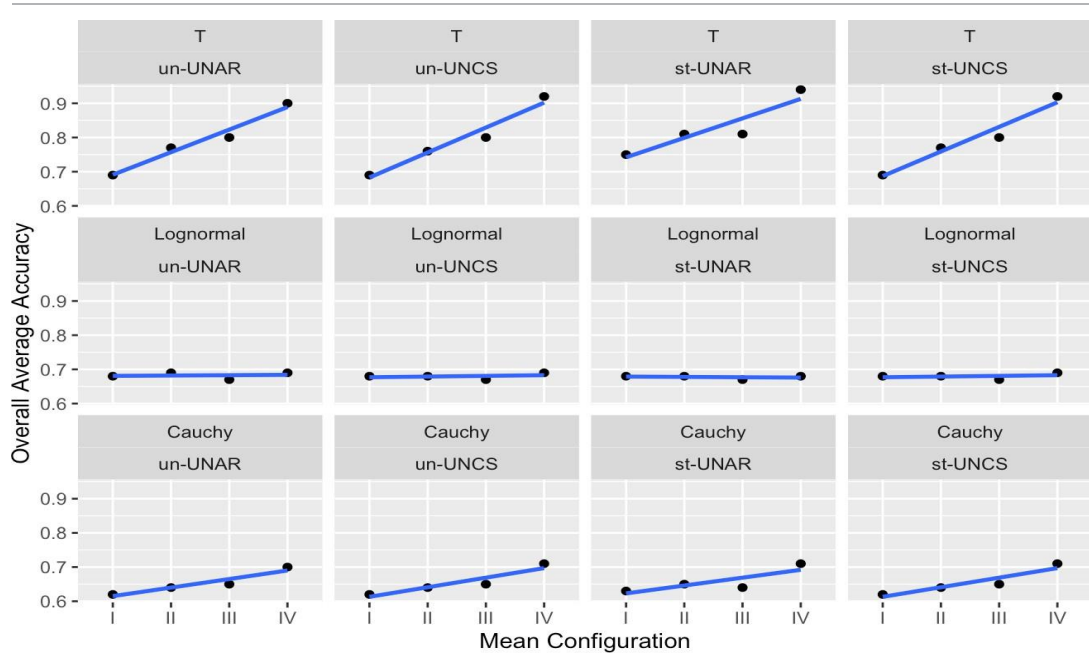 T T T T
un-UNAR un-UNCS st-UNAR st-UNCS
0.9
0.8
0.7
0.6
Lognormal Lognormal Lognormal Lognormal
un-UNAR un-UNCS st-UNAR st-UNCS
0.9
0.8
0.7
0.6
Cauchy Cauchy Cauchy Cauchy
un-UNAR un-UNCS st-UNAR st-UNCS
0.9
0.8
0.7
0.6
Overall Average Accuracy
I II III IV I II III IV I II III IV I II III IV
Mean Configuration